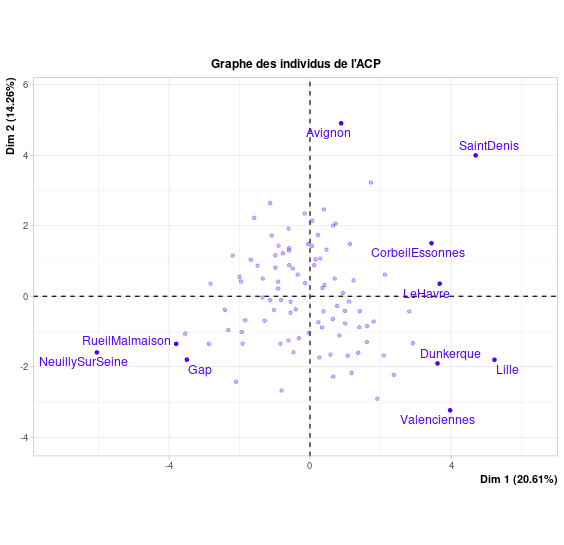 Graphe des individus de l'ACP
Dim 2 (14.26%)
6
4
2
0
-2
-4
Avignon
SaintDenis
CorbeilEssonnes
LeHavre
RueilMalmaison
NeuillySurSeine
Gap
Dunkerque
Lille
Valenciennes
-4
0
4
Dim 1 (20.61%)